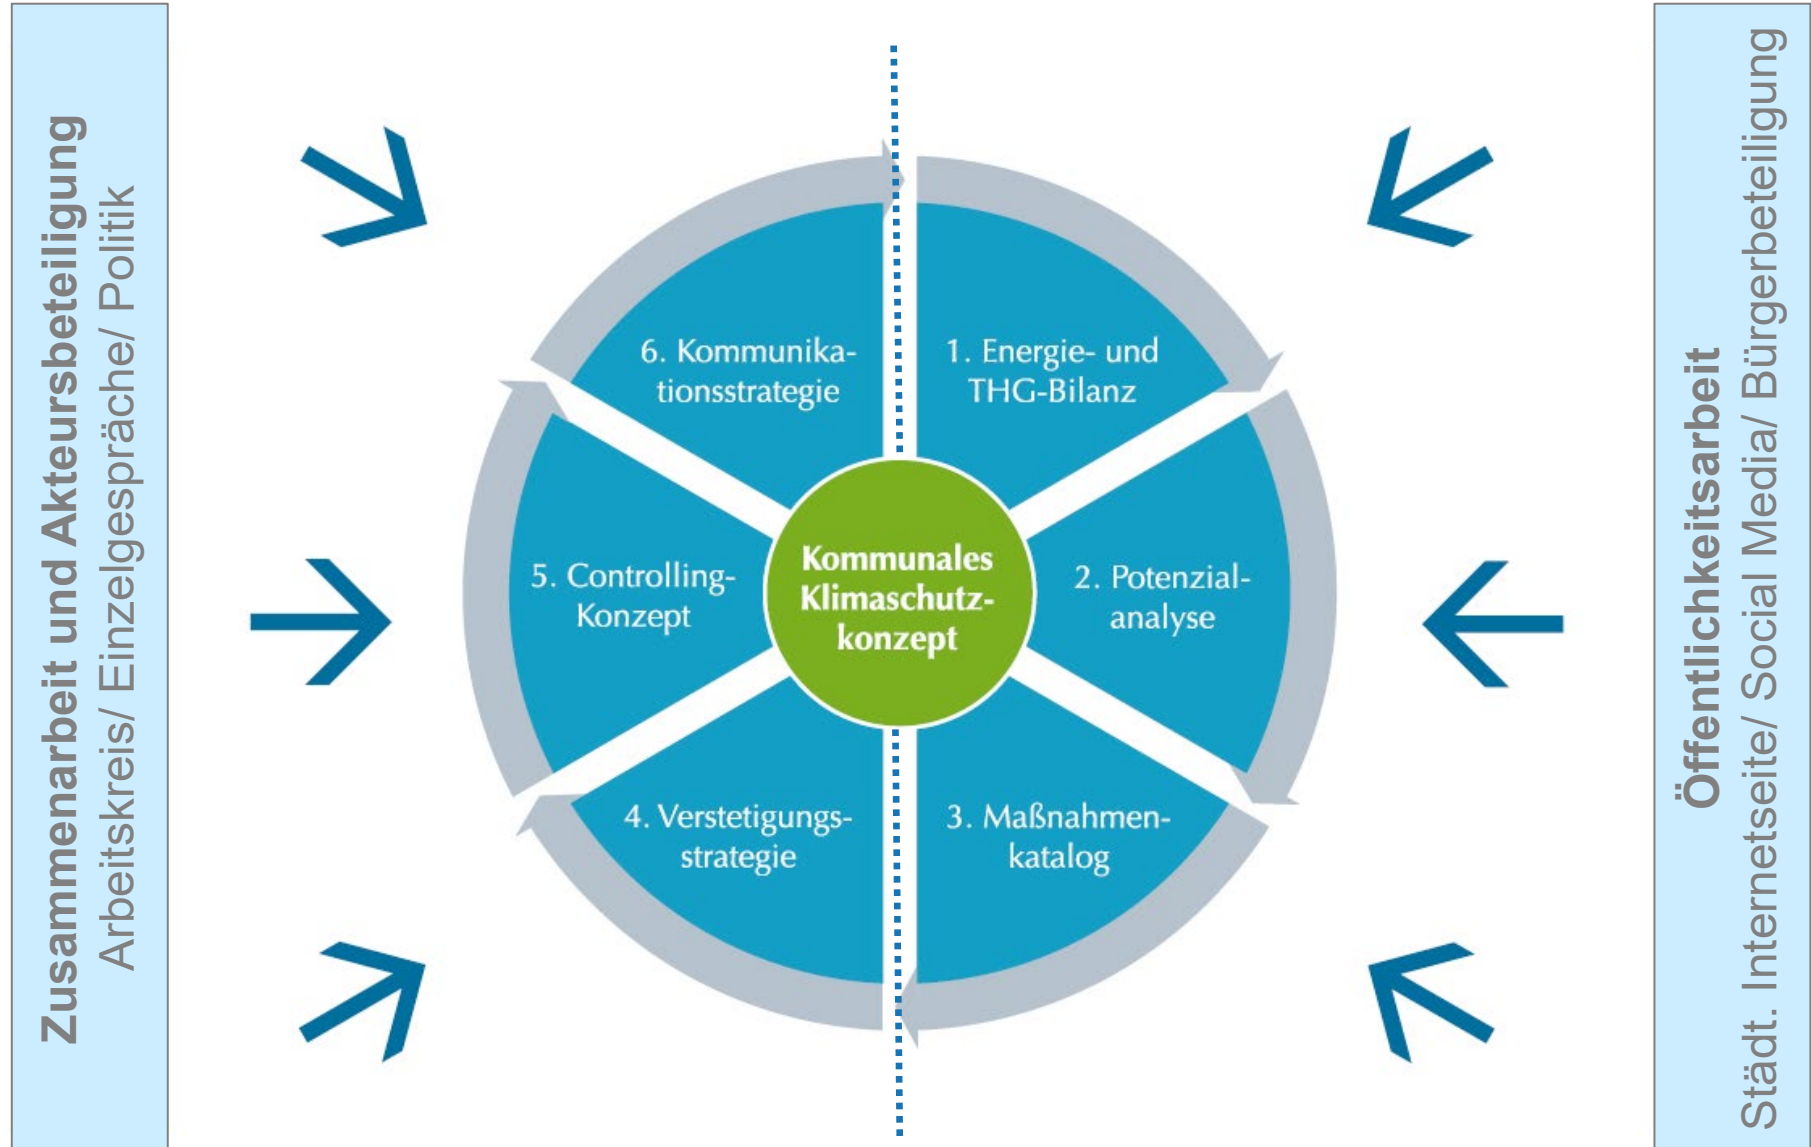 Zusammenarbeit und Akteursbeteiligung
Arbeitskreis/ Einzelgespräche/ Politik
6. Kommunika-
tionsstrategie
1. Energie- und
THG-Bilanz
5. Controlling-
Konzept
Kommunales
Klimaschutz-
konzept
2. Potenzial-
analyse
4. Verstetigungs-
strategie
3. Maßnahmen-
katalog
Öffentlichkeitsarbeit
Städt. Internetseite/ Social Media/ Bürgerbeteiligung